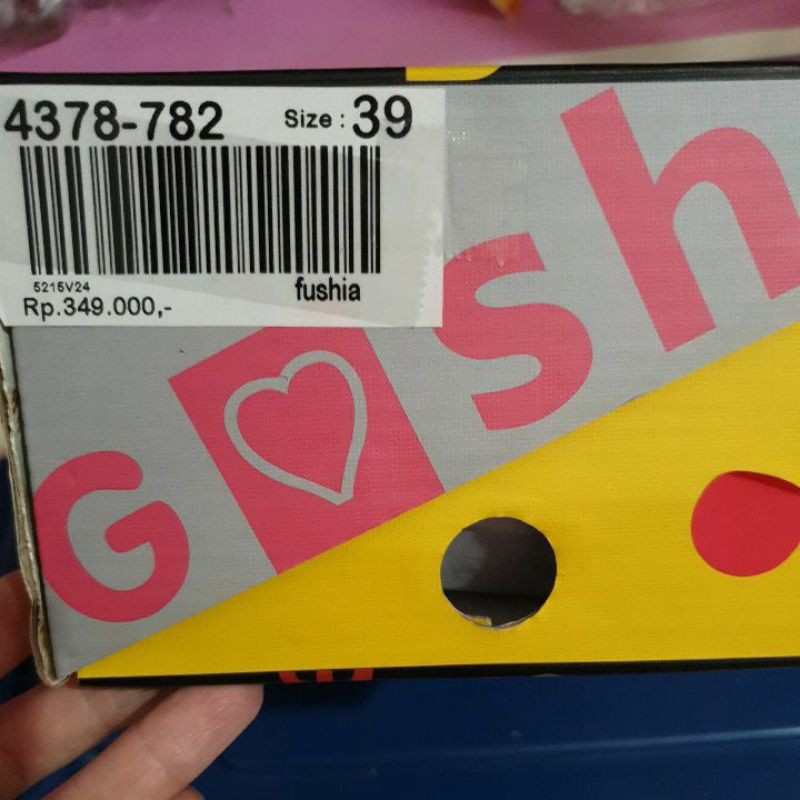 4378-782 Size : 39
5215V24
fushia
Rp.349.000,-
Gosh